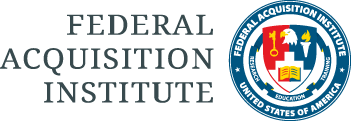 FEDERAL
ACQUISITION
INSTITUTE
FEDERAL ACQUISITION INSTITUTE
RESEARCH
EDUCATION
TRAINING
UNITED STATES OF AMERICA